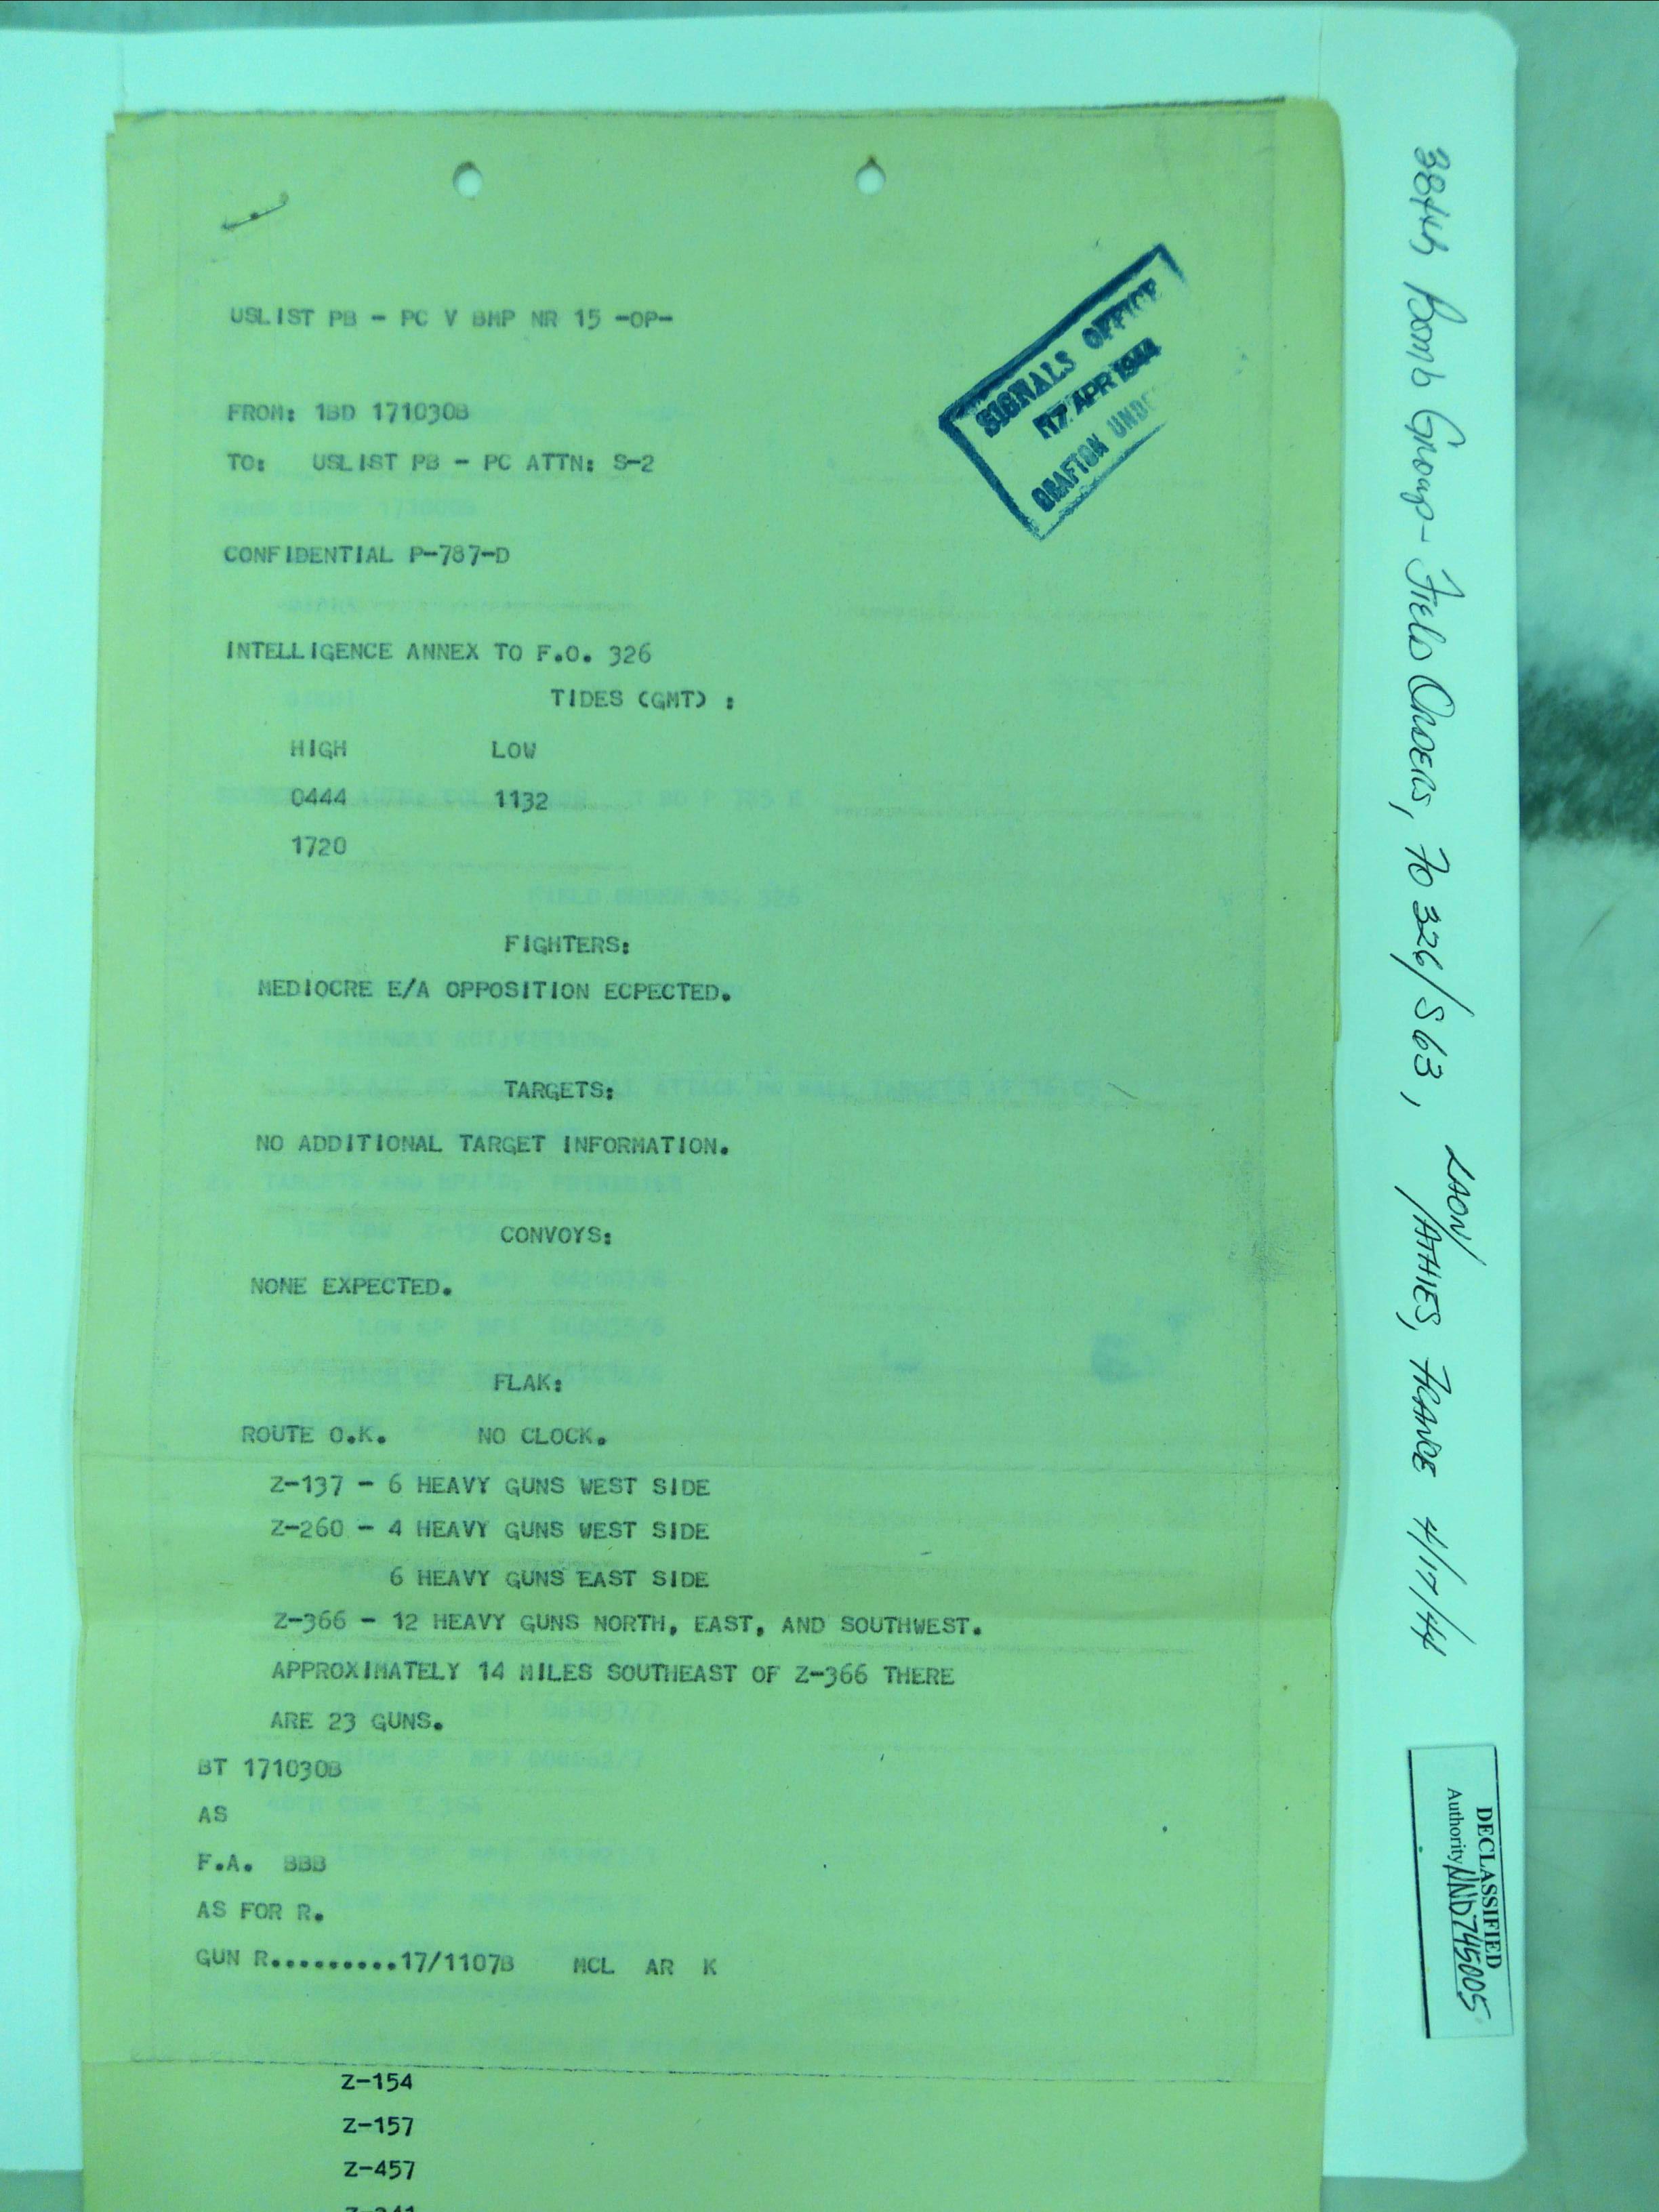 USLIST PB - PC V BMP NR 15 -OP-
SIGNALS OFFICE
17 APR 1944
GRAFTON UNDE
FROM: 1BD 171030B
TO: USLIST PB - PC ATTN: S-2
CONFIDENTIAL P-787-D
INTELLIGENCE ANNEX TO F.O. 326
TIDES (GMT) :
HIGH LOW
0444 1132
1720
FIGHTERS:
MEDIOCRE E/A OPPOSITION ECPECTED.
TARGETS:
NO ADDITIONAL TARGET INFORMATION.
CONVOYS:
NONE EXPECTED.
FLAK:
ROUTE O.K. NO CLOCK.
Z-137 - 6 HEAVY GUNS WEST SIDE
Z-260 - 4 HEAVY GUNS WEST SIDE
6 HEAVY GUNS EAST SIDE
Z-366 - 12 HEAVY GUNS NORTH, EAST, AND SOUTHWEST.
APPROXIMATELY 14 MILES SOUTHEAST OF Z-366 THERE
ARE 23 GUNS.
BT 171030B
AS
F.A. BBB
AS FOR R.
GUN R..........17/1107B MCL AR K
Z-154
Z-157
Z-457
Z-341
384th Bomb Group - Field Orders, FO 326/S63, LAON/ATHIES, FRANCE 4/17/44
DECLASSIFIED
Authority NND745005